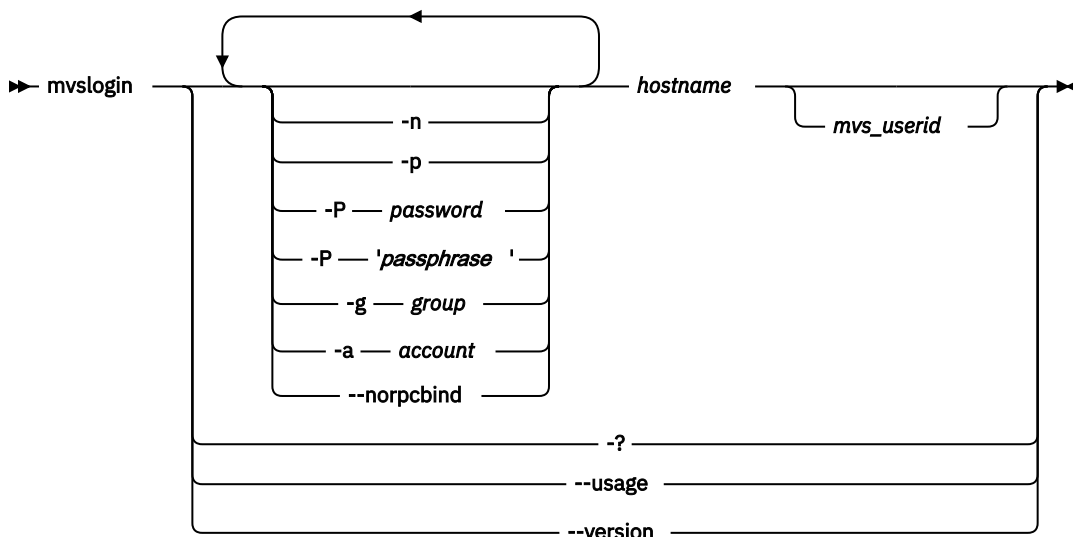 mvslogin hostname
mvs_userid
-n
-p
-P password
-P 'passphrase '
-g group
-a account
--norpcbind
-?
--usage
--version